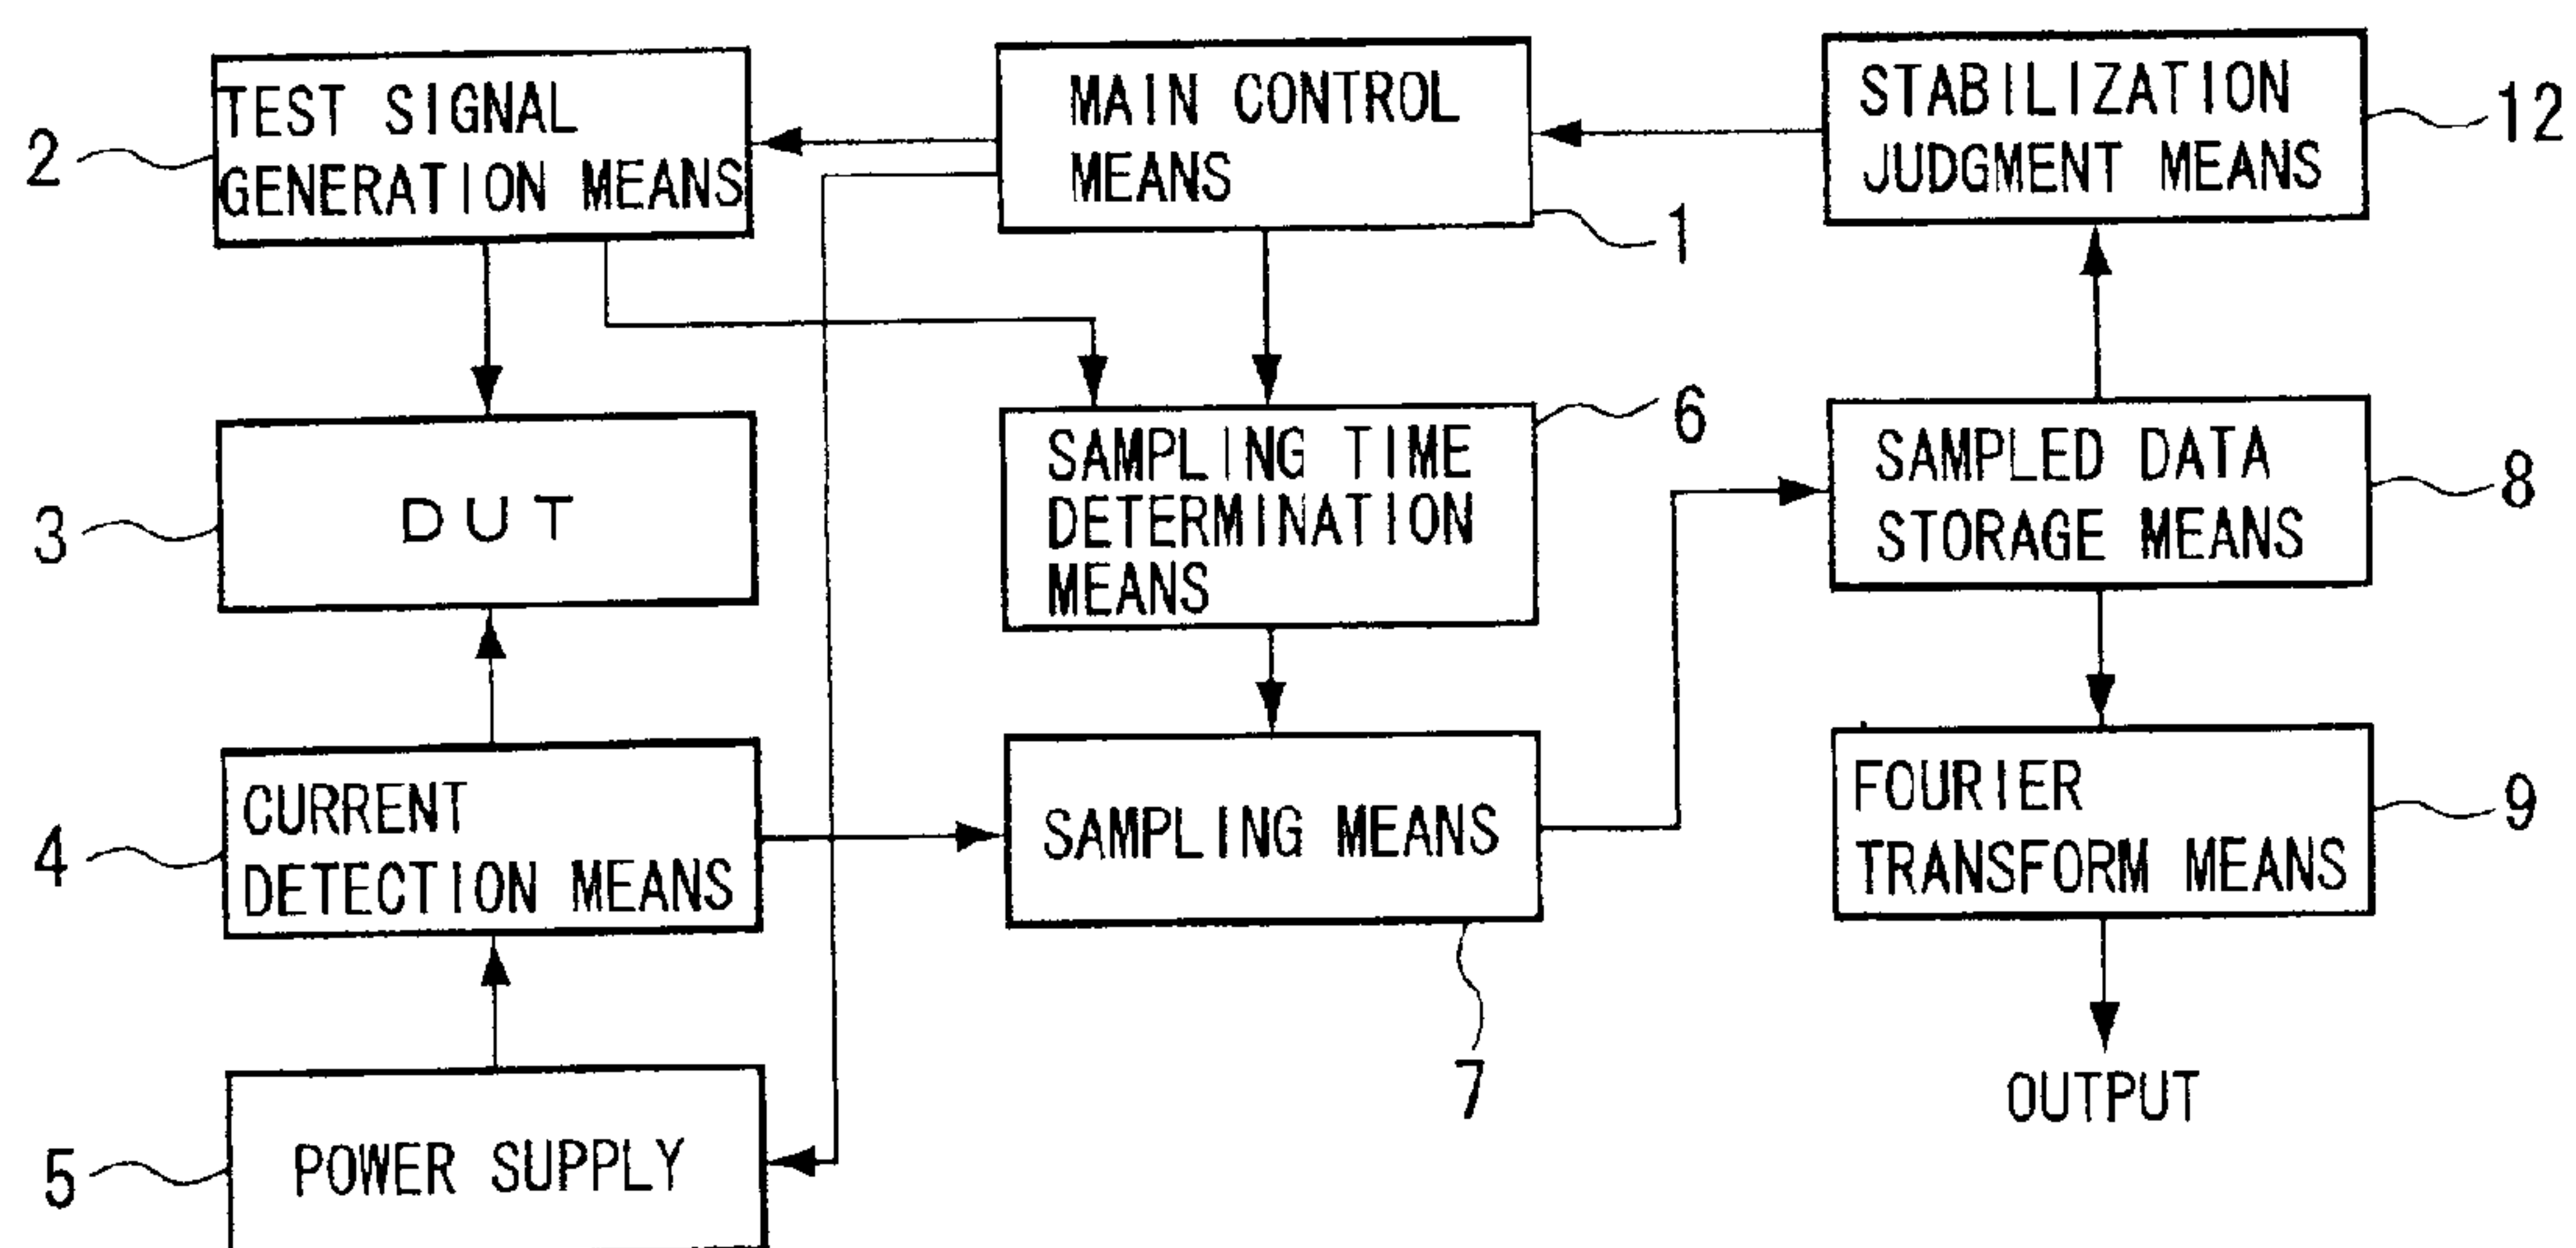 2
TEST SIGNAL
GENERATION MEANS
MAIN CONTROL
MEANS
1
STABILIZATION
JUDGMENT MEANS
12
3
DUT
SAMPLING TIME
DETERMINATION
MEANS
6
SAMPLED DATA
STORAGE MEANS
8
4
CURRENT
DETECTION MEANS
SAMPLING MEANS
7
FOURIER
TRANSFORM MEANS
9
5
POWER SUPPLY
OUTPUT